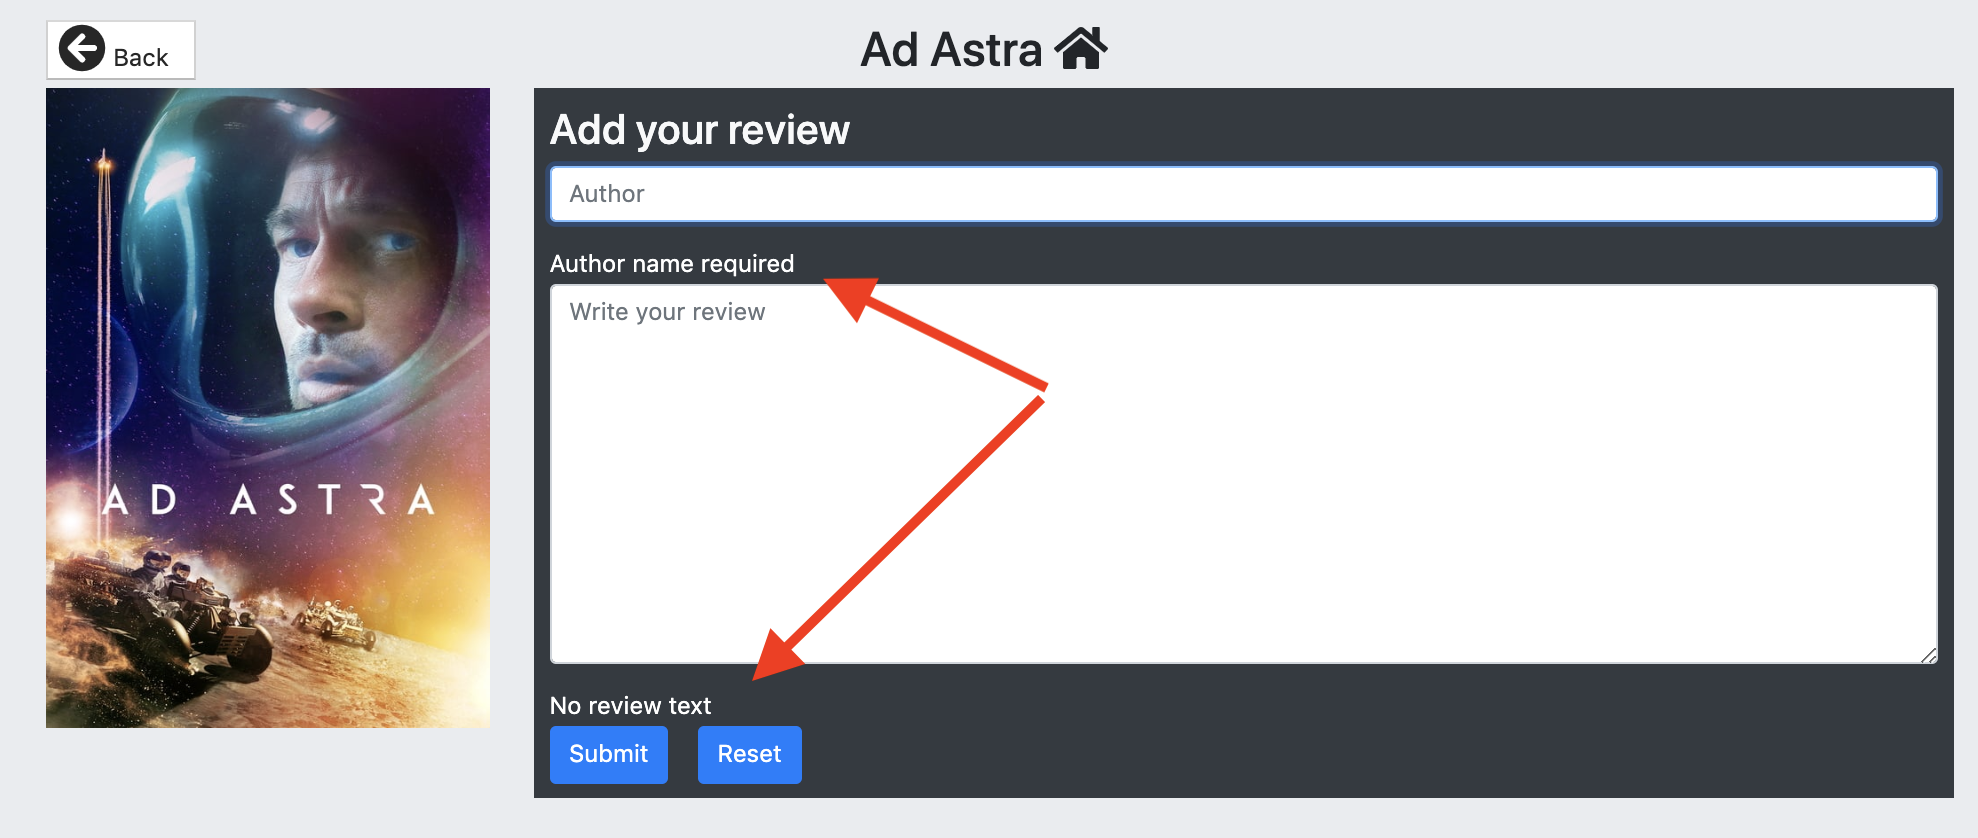 Back
Ad Astra
AD ASTRA
Add your review
Author
Author name required
Write your review
No review text
Submit
Reset